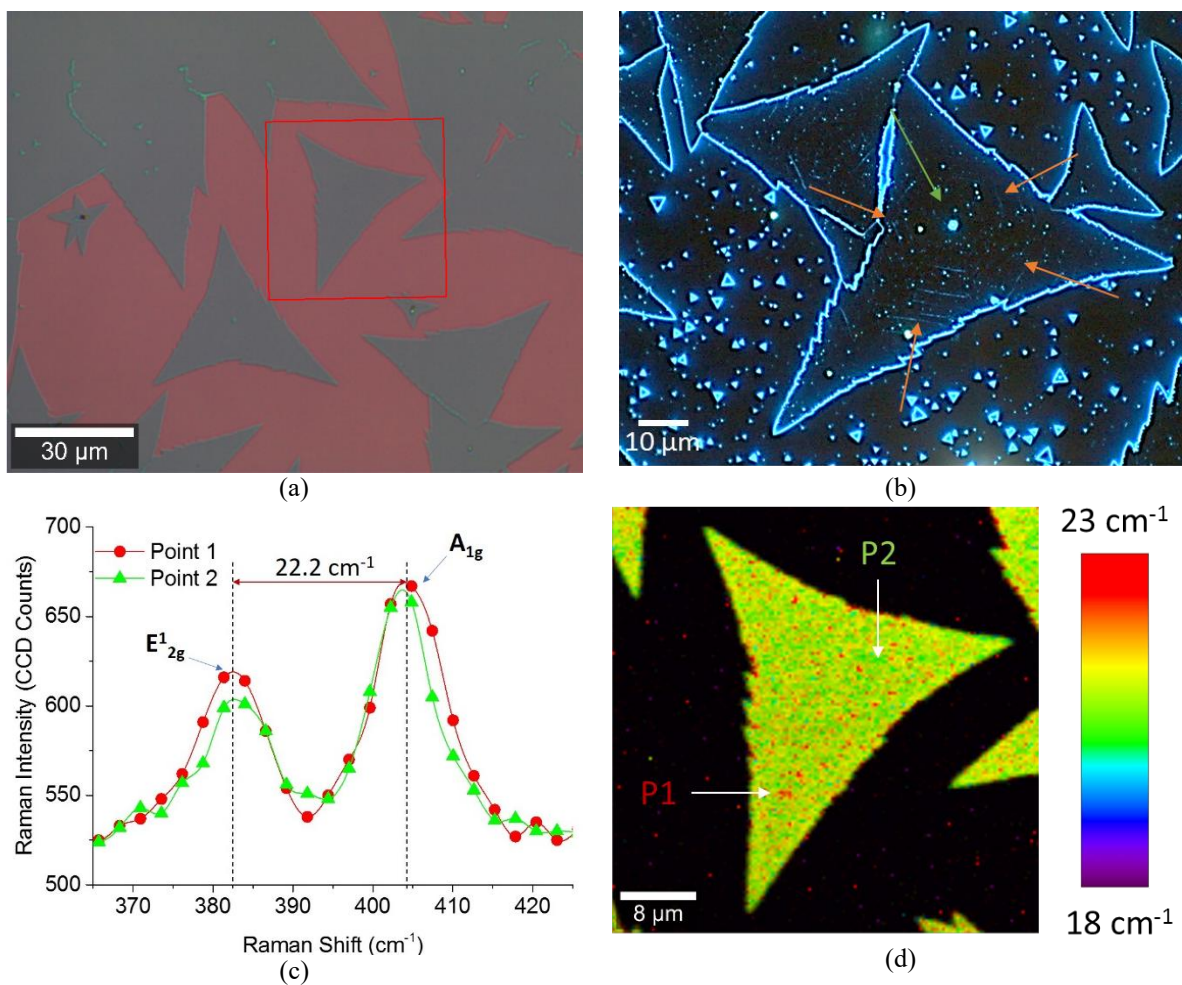 30 µm
(a)
10 µm
(b)
700
650
600
550
500
Raman Intensity (CCD Counts)
Point 1
Point 2
22.2 cm⁻¹
A₁g
E¹₂g
370 380 390 400 410 420
Raman Shift (cm⁻¹)
(c)
P2
P1
8 µm
23 cm⁻¹
18 cm⁻¹
(d)